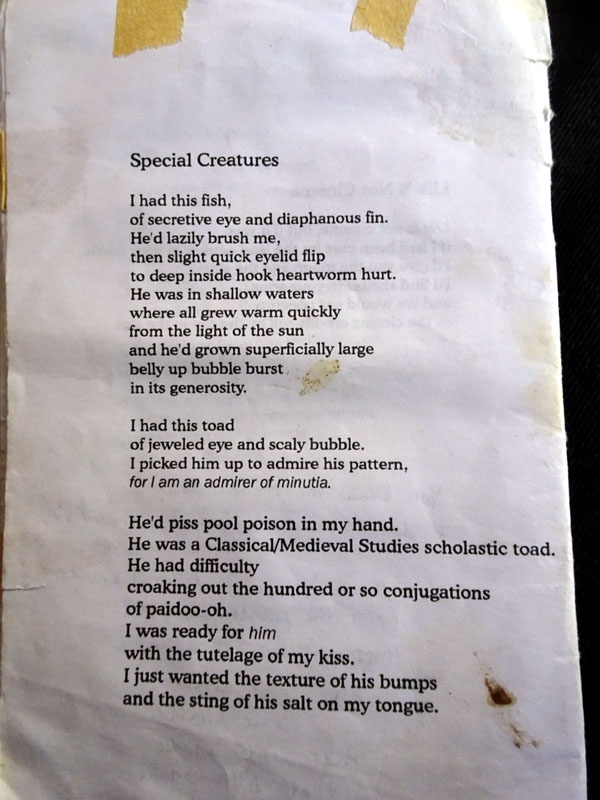 Special Creatures
I had this fish,
of secretive eye and diaphanous fin.
He'd lazily brush me,
then slight quick eyelid flip
to deep inside hook heartworm hurt.
He was in shallow waters
where all grew warm quickly
from the light of the sun
and he'd grown superficially large
belly up bubble burst
in its generosity.
I had this toad
of jeweled eye and scaly bubble.
I picked him up to admire his pattern,
for I am an admirer of minutia.
He'd piss pool poison in my hand.
He was a Classical/Medieval Studies scholastic toad.
He had difficulty
croaking out the hundred or so conjugations
of paidoo-oh.
I was ready for him
with the tutelage of my kiss.
I just wanted the texture of his bumps
and the sting of his salt on my tongue.